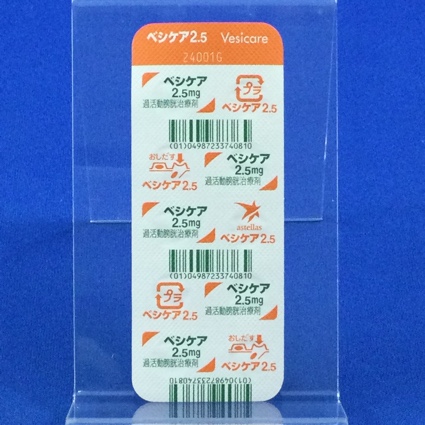 ベシケア2.5 Vesicare
24001G
ベシケア
2.5mg
過活動膀胱治療剤
プラ
ベシケア2.5
(01)04987233740810
おしだす
ベシケア2.5
ベシケア
2.5mg
過活動膀胱治療剤
ベシケア
2.5mg
過活動膀胱治療剤
astellas
ベシケア2.5
(01)04987233740810
プラ
ベシケア2.5
ベシケア
2.5mg
過活動膀胱治療剤
ベシケア
2.5mg
過活動膀胱治療剤
おしだす
ベシケア2.5
(01)04987233740810
(01)04987233740810